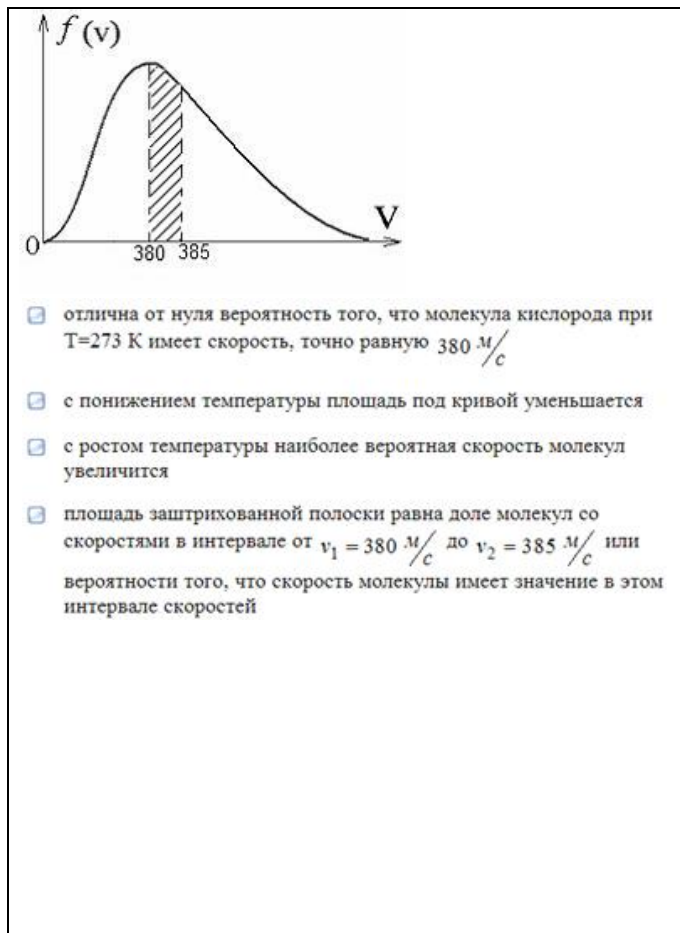 f (v)
V
0
380 385
отлична от нуля вероятность того, что молекула кислорода при
T=273 К имеет скорость, точно равную 380 м/с
с понижением температуры площадь под кривой уменьшается
с ростом температуры наиболее вероятная скорость молекул
увеличится
площадь заштрихованной полоски равна доле молекул со
скоростями в интервале от v₁ = 380 м/с до v₂ = 385 м/с или
вероятности того, что скорость молекулы имеет значение в этом
интервале скоростей